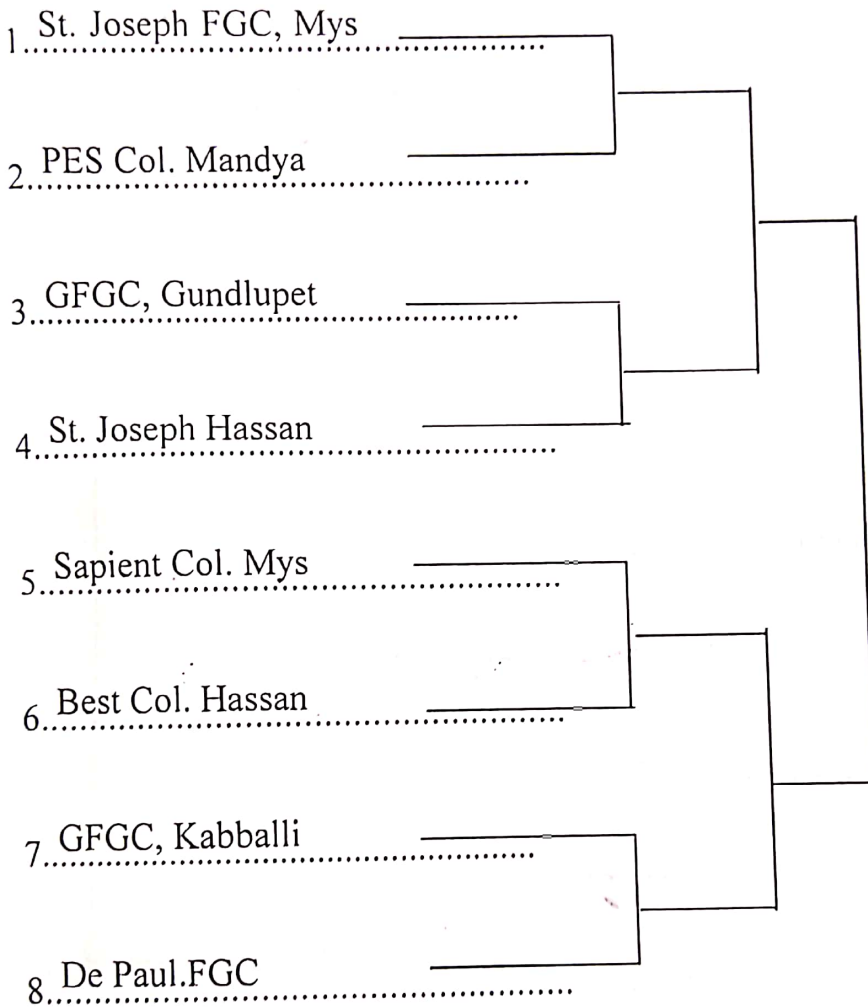 1 St. Joseph FGC, Mys
2 PES Col. Mandya
3 GFGC, Gundlupet
4 St. Joseph Hassan
5 Sapient Col. Mys
6 Best Col. Hassan
7 GFGC, Kabballi
8 De Paul.FGC